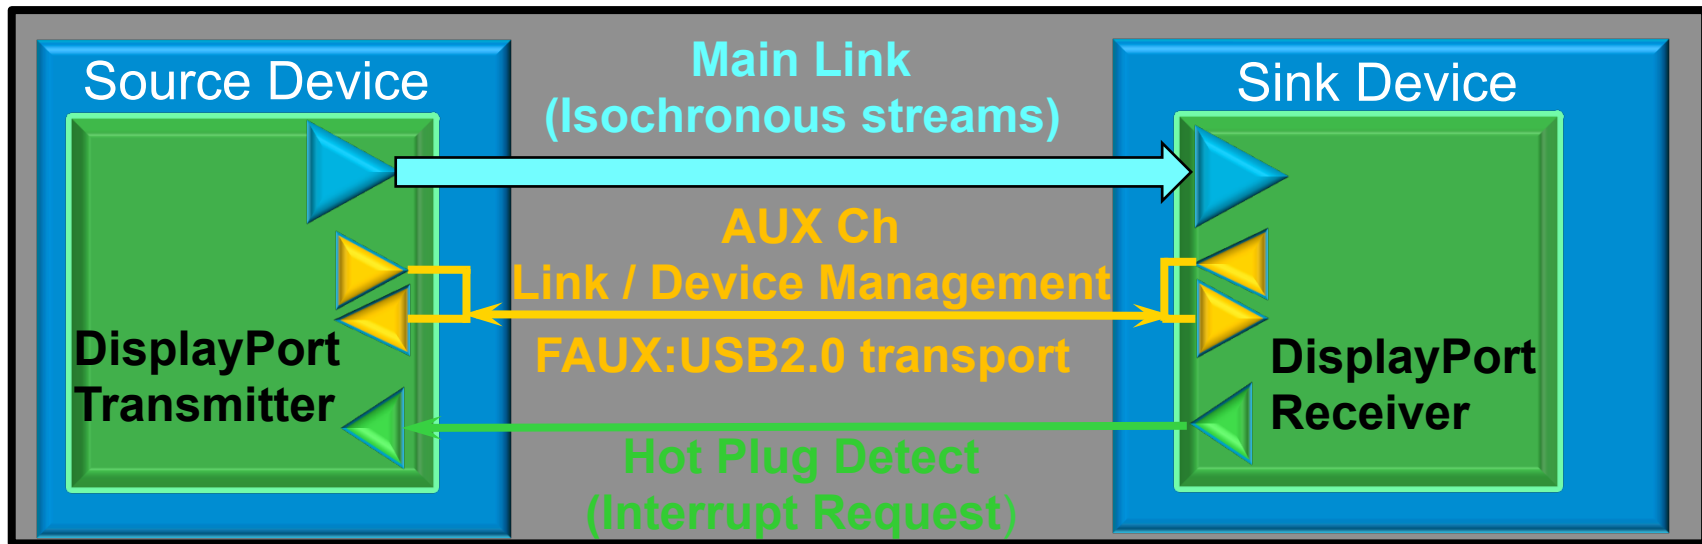 Source Device
Main Link
(Isochronous streams)
Sink Device
AUX Ch
Link / Device Management
FAUX:USB2.0 transport
DisplayPort
Transmitter
DisplayPort
Receiver
Hot Plug Detect
(Interrupt Request)